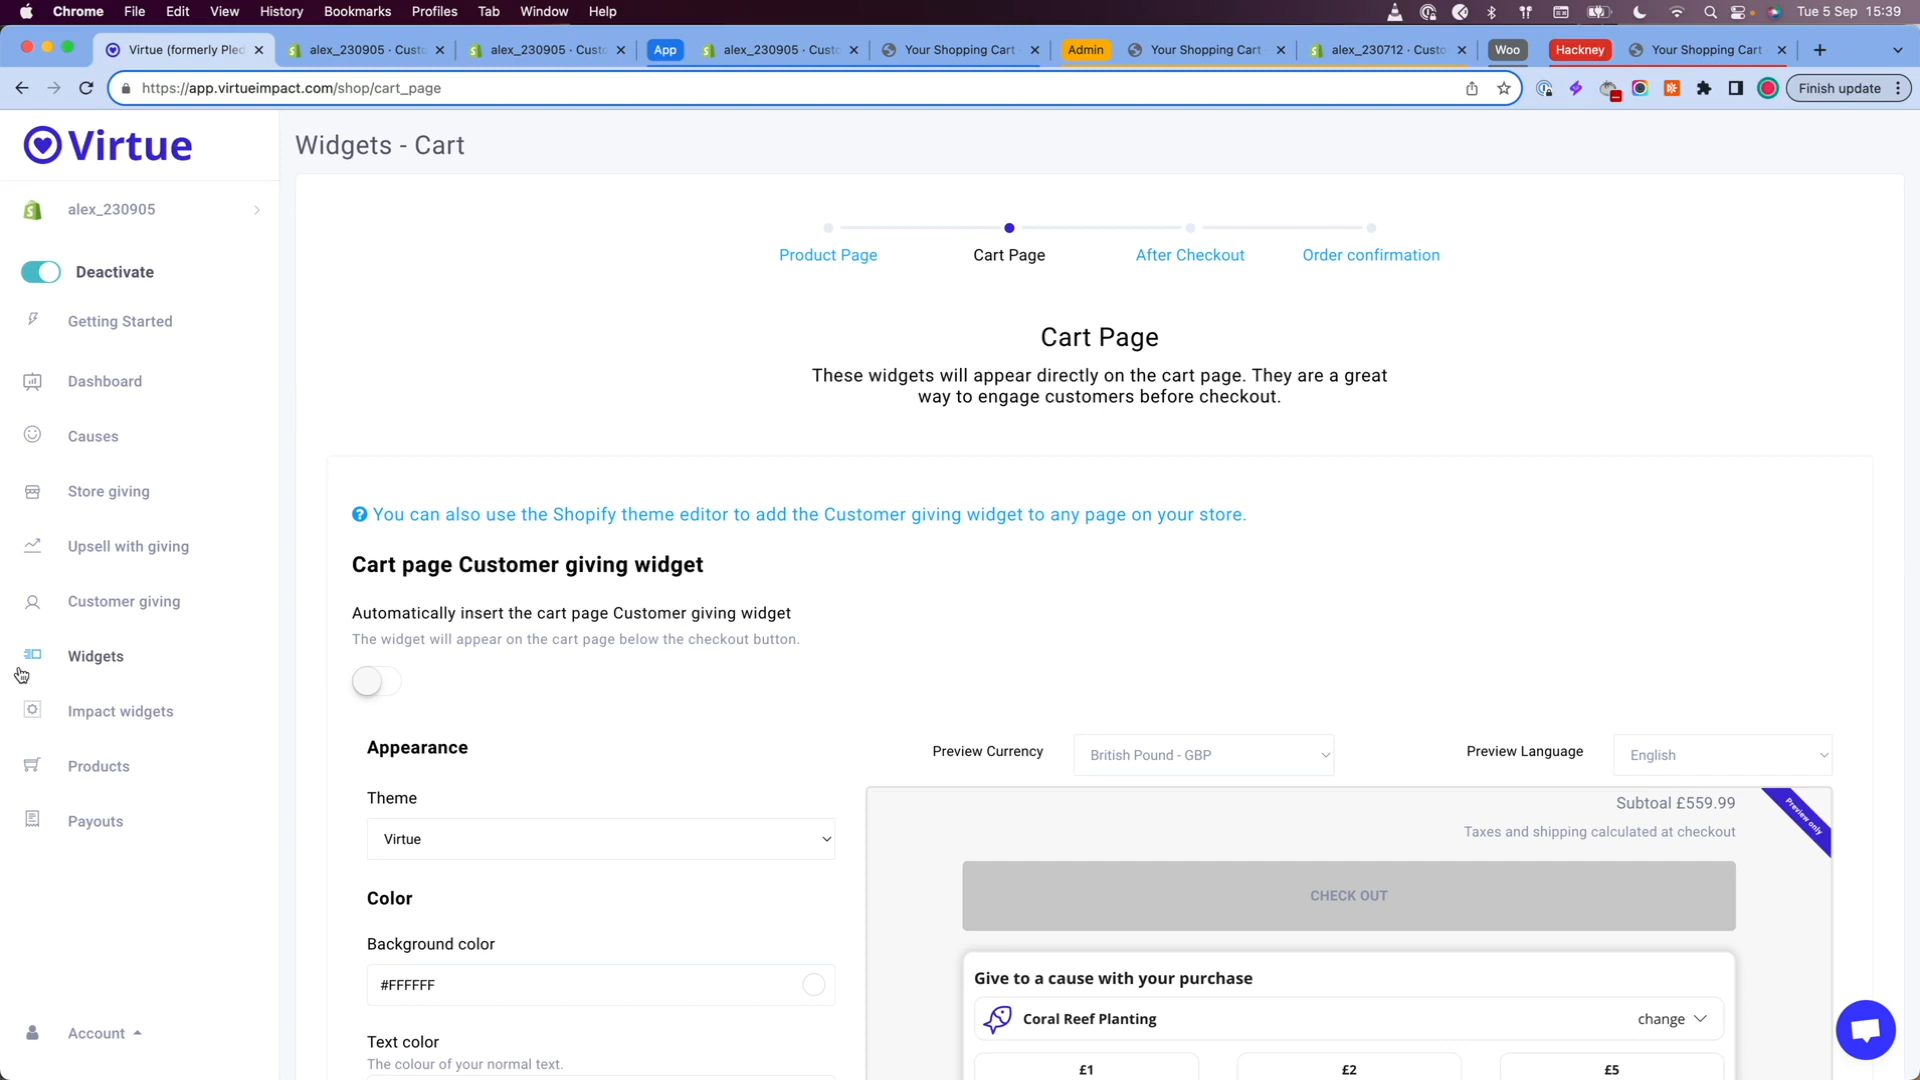 Chrome File Edit View History Bookmarks Profiles Tab Window Help Tue 5 Sep 15:39
Virtue (formerly Pled alex_230905 · Custo alex_230905 · Custo App alex_230905 · Custo Your Shopping Cart Admin Your Shopping Cart alex_230712 · Custo Woo Hackney Your Shopping Cart
https://app.virtueimpact.com/shop/cart_page Finish update
Virtue
alex_230905
Deactivate
Getting Started
Dashboard
Causes
Store giving
Upsell with giving
Customer giving
Widgets
Impact widgets
Products
Payouts
Account
Widgets - Cart
Product Page Cart Page After Checkout Order confirmation
Cart Page
These widgets will appear directly on the cart page. They are a great
way to engage customers before checkout.
You can also use the Shopify theme editor to add the Customer giving widget to any page on your store.
Cart page Customer giving widget
Automatically insert the cart page Customer giving widget
The widget will appear on the cart page below the checkout button.
Appearance
Theme
Virtue
Color
Background color
#FFFFFF
Text color
The colour of your normal text.
Preview Currency British Pound - GBP Preview Language English
Subtoal £559.99
Preview only
Taxes and shipping calculated at checkout
CHECK OUT
Give to a cause with your purchase
Coral Reef Planting change
£1 £2 £5